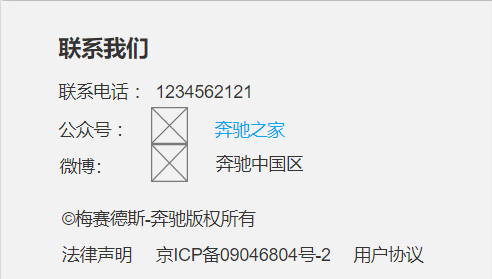 联系我们
联系电话： 1234562121
公众号： 奔驰之家
微博： 奔驰中国区
©梅赛德斯-奔驰版权所有
法律声明 京ICP备09046804号-2 用户协议